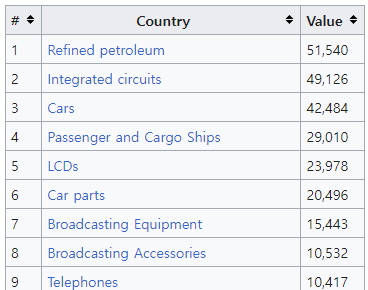 # Country Value
1 Refined petroleum 51,540
2 Integrated circuits 49,126
3 Cars 42,484
4 Passenger and Cargo Ships 29,010
5 LCDs 23,978
6 Car parts 20,496
7 Broadcasting Equipment 15,443
8 Broadcasting Accessories 10,532
9 Telephones 10,417